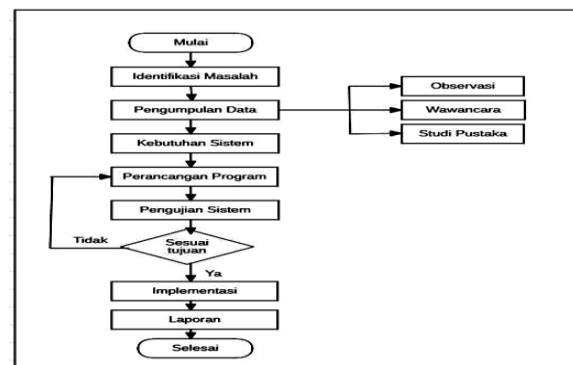 Mulai
Identifikasi Masalah
Pengumpulan Data
Observasi
Wawancara
Studi Pustaka
Kebutuhan Sistem
Perancangan Program
Pengujian Sistem
Tidak
Sesuai
tujuan
Ya
Implementasi
Laporan
Selesai